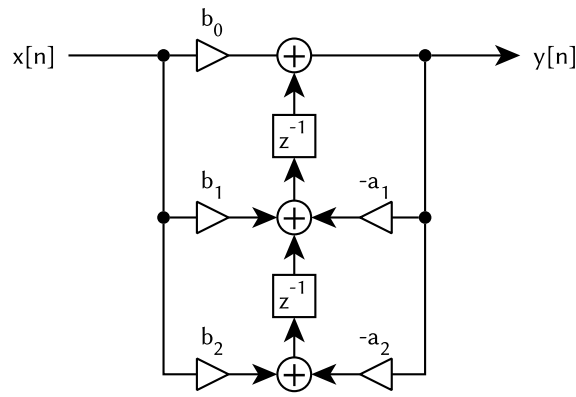 b₀
x[n] + y[n]
z⁻¹
b₁ -a₁
+
z⁻¹
b₂ -a₂
+